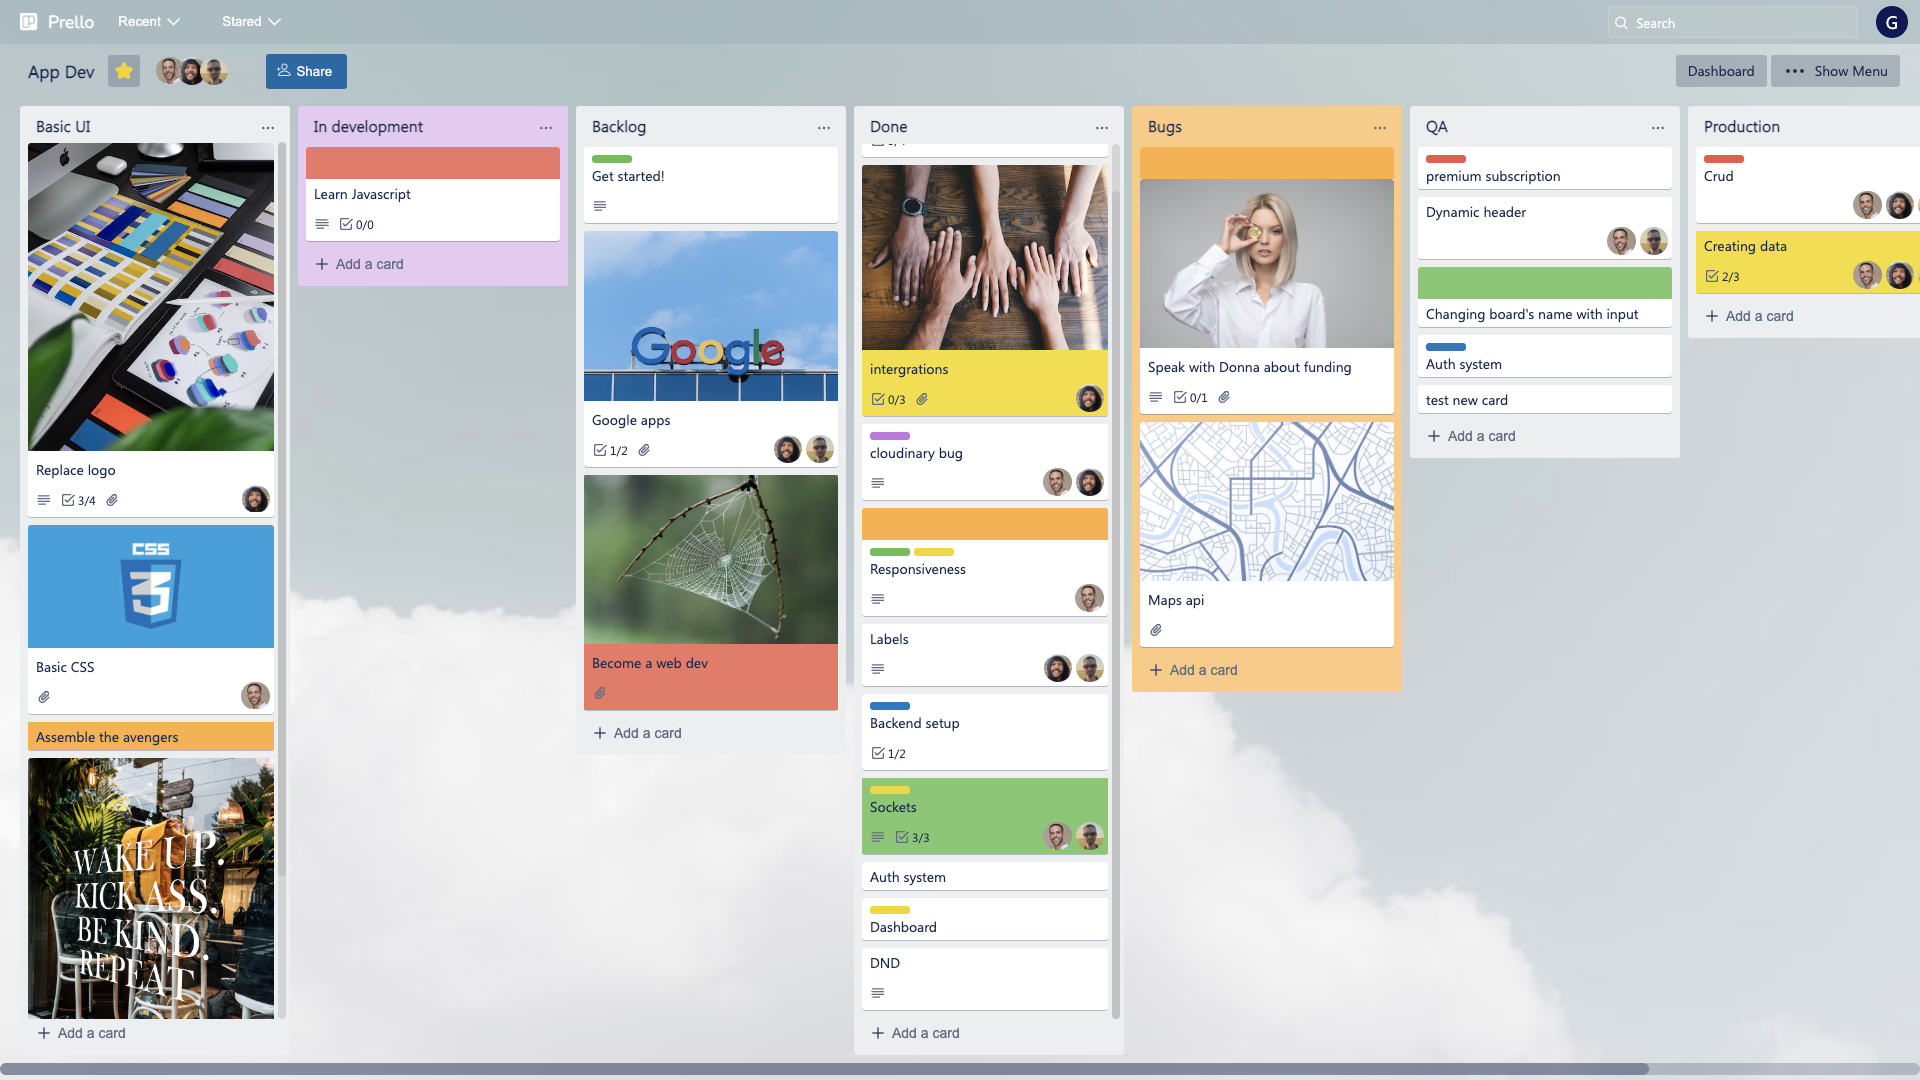 Prello
Recent
Stared
Search
G
App Dev
Share
Dashboard
Show Menu
Basic UI
Replace logo
3/4
CSS
3
Basic CSS
Assemble the avengers
WAKE UP.
KICK ASS.
BE KIND.
REPEAT
Add a card
In development
Learn Javascript
0/0
Add a card
Backlog
Get started!
Google
Google apps
1/2
Become a web dev
Add a card
Done
intergrations
0/3
cloudinary bug
Responsiveness
Labels
Backend setup
1/2
Sockets
3/3
Auth system
Dashboard
DND
Add a card
Bugs
Speak with Donna about funding
0/1
Maps api
Add a card
QA
premium subscription
Dynamic header
Changing board's name with input
Auth system
test new card
Add a card
Production
Crud
Creating data
2/3
Add a card